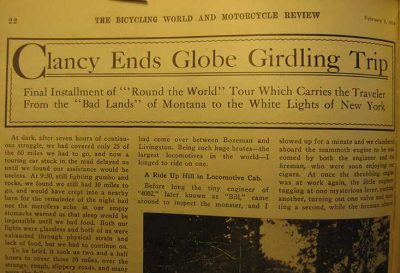 22
THE BICYCLING WORLD AND MOTORCYCLE REVIEW
February
Clancy Ends Globe Girdling Trip
Final Installment of "'Round the World" Tour Which Carries the Traveler
From the "Bad Lands" of Montana to the White Lights of New York
At dark, after seven hours of continu-
ous struggle, we had covered only 25 of
the 60 miles we had to go, and now a
touring car stuck in the road delayed us
until we found our assistance would be
useless. At 9:30, still fighting gumbo and
rocks, we found we still had 30 miles to
go, and would have crept into a nearby
barn for the remainder of the night had
not the merciless ache in our empty
stomachs warned us that sleep would be
impossible until we had food. Both our
lights were glassless and both of us were
exhausted through physical strain and
lack of food, but we had to continue on.
To be brief, it took us two and a half
hours to cover those 30 miles, over the
strange, rough, slippery roads, and many
had come over between Bozeman and
Livingston. Being such huge brutes—the
largest locomotives in the world—I
longed to ride on one.
A Ride Up Hill in Locomotive Cab.
Before long the tiny engineer of
"4002," later known as "Bill," came
around to inspect the monster, and I
slowed up for a minute and we clambered
aboard the mammoth engine to be wel-
comed by both the engineer and
fireman, who were soon enjoying our
cigars. At once the throbbing engine
was at work again, the little
tugging at one mysterious lever, pushing
another, turning out one valve and
ting a second, while the fireman